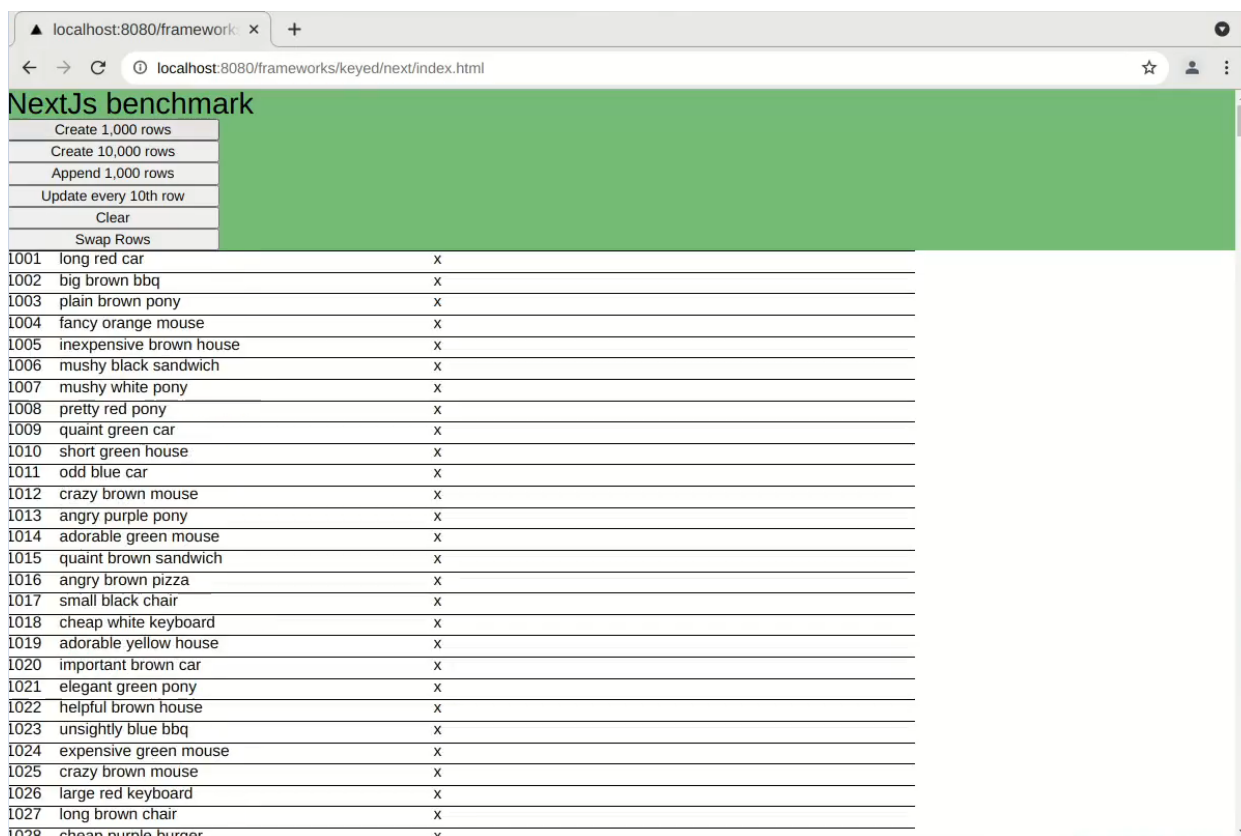 localhost:8080/framework
localhost:8080/frameworks/keyed/next/index.html
NextJs benchmark
Create 1,000 rows
Create 10,000 rows
Append 1,000 rows
Update every 10th row
Clear
Swap Rows
1001 long red car x
1002 big brown bbq x
1003 plain brown pony x
1004 fancy orange mouse x
1005 inexpensive brown house x
1006 mushy black sandwich x
1007 mushy white pony x
1008 pretty red pony x
1009 quaint green car x
1010 short green house x
1011 odd blue car x
1012 crazy brown mouse x
1013 angry purple pony x
1014 adorable green mouse x
1015 quaint brown sandwich x
1016 angry brown pizza x
1017 small black chair x
1018 cheap white keyboard x
1019 adorable yellow house x
1020 important brown car x
1021 elegant green pony x
1022 helpful brown house x
1023 unsightly blue bbq x
1024 expensive green mouse x
1025 crazy brown mouse x
1026 large red keyboard x
1027 long brown chair x
1028 cheap purple burger x